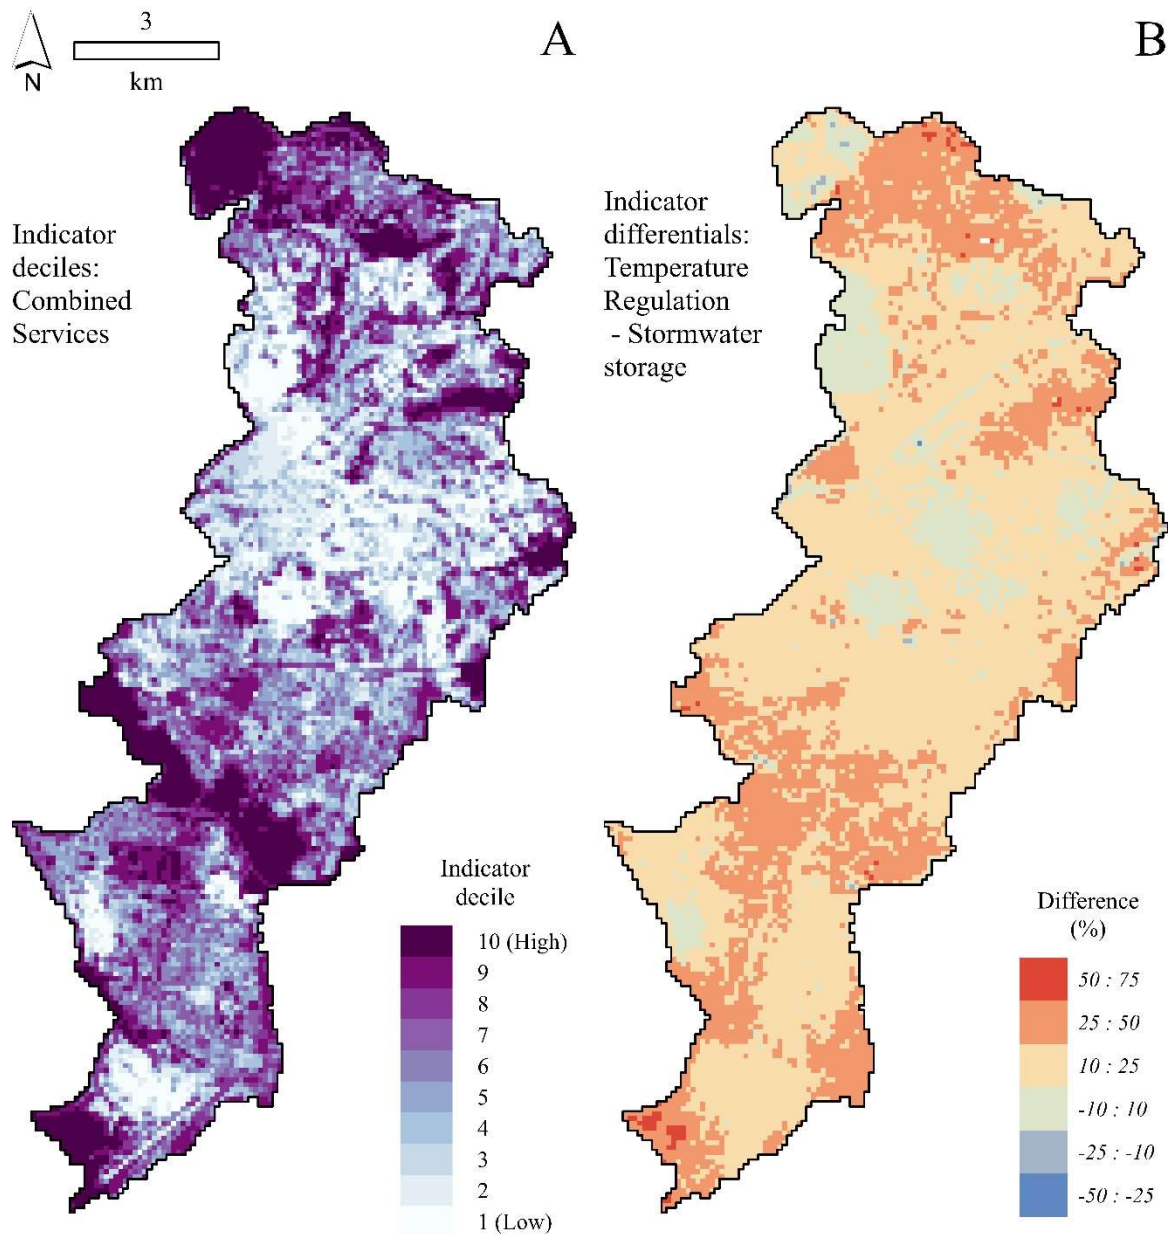 3
km
N
A
B
Indicator
deciles:
Combined
Services
Indicator
differentials:
Temperature
Regulation
- Stormwater
storage
Indicator
decile
10 (High)
9
8
7
6
5
4
3
2
1 (Low)
Difference
(%)
50 : 75
25 : 50
10 : 25
-10 : 10
-25 : -10
-50 : -25